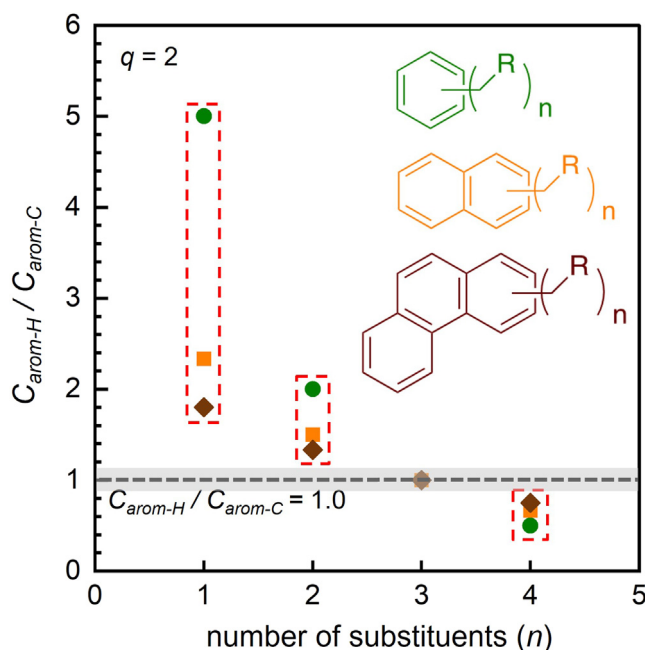 6
q = 2
R
n
5
R
n
4
R
n
3
2
1
C_arom-H / C_arom-C = 1.0
0
0 1 2 3 4 5
number of substituents (n)
C_arom-H / C_arom-C